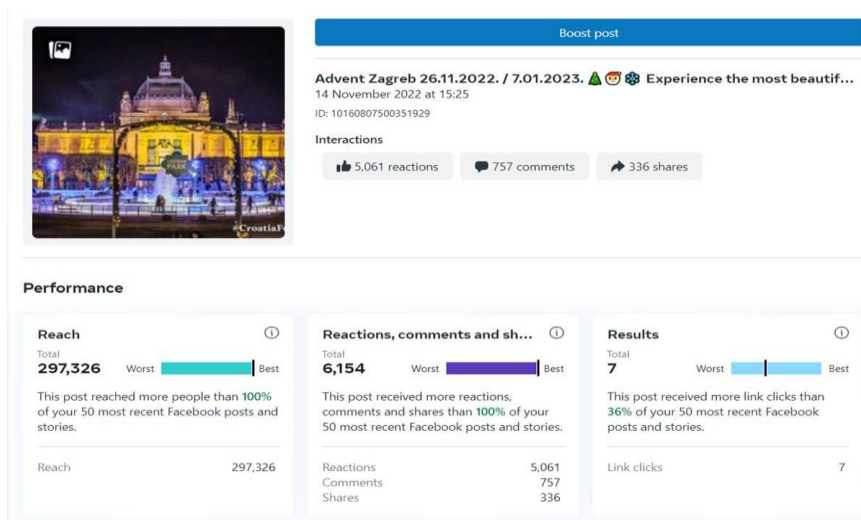 Boost post
Advent Zagreb 26.11.2022. / 7.01.2023. 🎄🎅❄️ Experience the most beautif...
14 November 2022 at 15:25
ID: 10160807500351929
Interactions
5,061 reactions
757 comments
336 shares
PARK
#CroatiaF
Performance
Reach
Total
297,326
Worst
Best
This post reached more people than 100%
of your 50 most recent Facebook posts and
stories.
Reach
297,326
Reactions, comments and sh...
Total
6,154
Worst
Best
This post received more reactions,
comments and shares than 100% of your
50 most recent Facebook posts and stories.
Reactions
5,061
Comments
757
Shares
336
Results
Total
7
Worst
Best
This post received more link clicks than
36% of your 50 most recent Facebook
posts and stories.
Link clicks
7